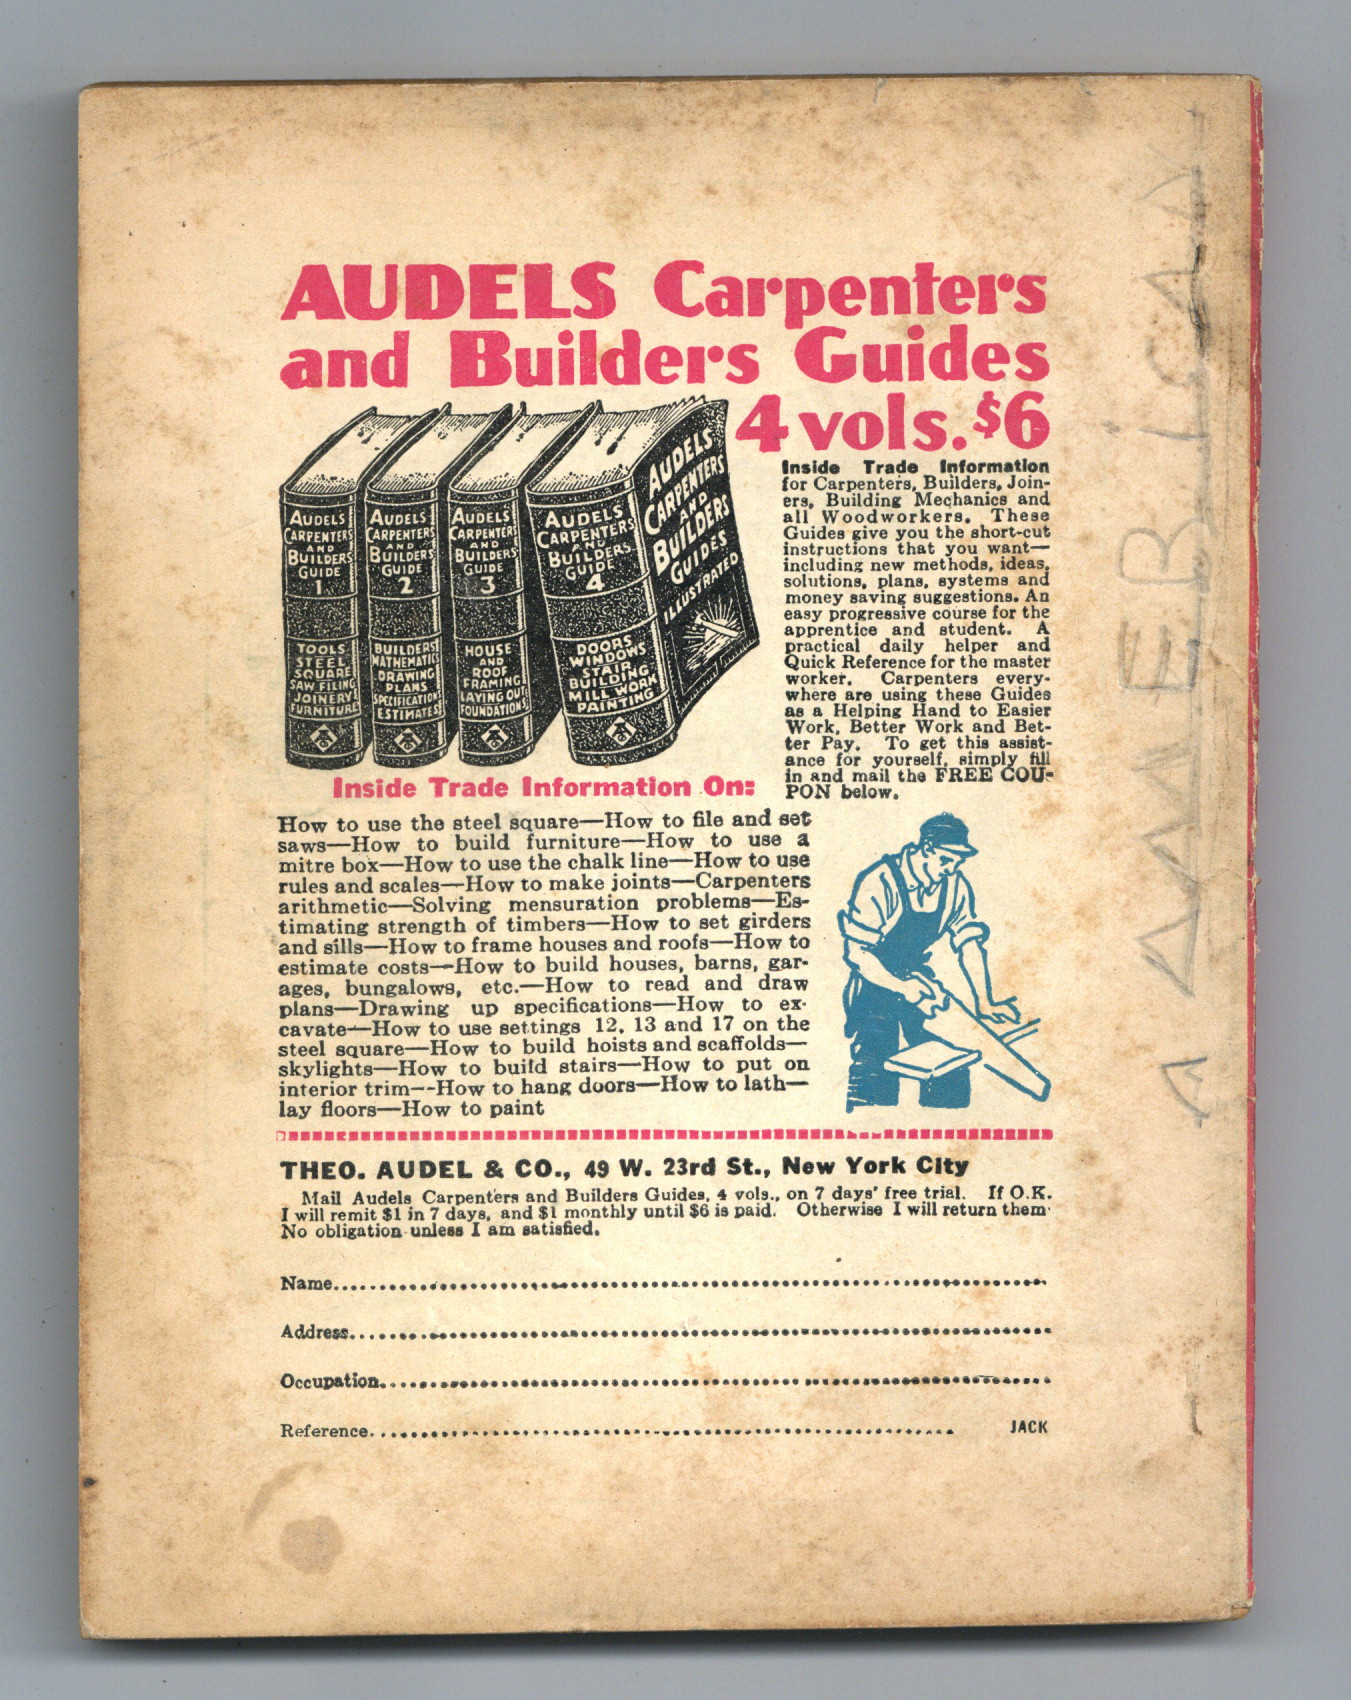 AUDELS Carpenters
and Builders Guides
4 vols. $6
AUDELS
CARPENTERS
AND
BUILDERS
GUIDE
1
TOOLS
STEEL
SQUARE
SAW FILING
JOINERY
FURNITURE
AUDELS
CARPENTERS
AND
BUILDERS
GUIDE
2
BUILDERS
MATHEMATICS
DRAWING
PLANS
SPECIFICATIONS
ESTIMATES
AUDELS
CARPENTERS
AND
BUILDERS
GUIDE
3
HOUSE
AND
ROOF
FRAMING
LAYING OUT
FOUNDATIONS
AUDELS
CARPENTERS
AND
BUILDERS
GUIDE
4
DOORS
WINDOWS
STAIR
BUILDING
MILL WORK
PAINTING
AUDELS
CARPENTERS
AND
BUILDERS
GUIDES
ILLUSTRATED
Inside Trade Information
for Carpenters, Builders, Join-
ers, Building Mechanics and
all Woodworkers. These
Guides give you the short-cut
instructions that you want—
including new methods, ideas,
solutions, plans, systems and
money saving suggestions. An
easy progressive course for the
apprentice and student. A
practical daily helper and
Quick Reference for the master
worker. Carpenters every-
where are using these Guides
as a Helping Hand to Easier
Work, Better Work and Bet-
ter Pay. To get this assist-
ance for yourself, simply fill
in and mail the FREE COU-
PON below.
Inside Trade Information On:
How to use the steel square—How to file and set
saws—How to build furniture—How to use a
mitre box—How to use the chalk line—How to use
rules and scales—How to make joints—Carpenters
arithmetic—Solving mensuration problems—Es-
timating strength of timbers—How to set girders
and sills—How to frame houses and roofs—How to
estimate costs—How to build houses, barns, gar-
ages, bungalows, etc.—How to read and draw
plans—Drawing up specifications—How to ex-
cavate—How to use settings 12, 13 and 17 on the
steel square—How to build hoists and scaffolds—
skylights—How to build stairs—How to put on
interior trim—How to hang doors—How to lath—
lay floors—How to paint
THEO. AUDEL & CO., 49 W. 23rd St., New York City
Mail Audels Carpenters and Builders Guides, 4 vols., on 7 days' free trial. If O.K.
I will remit $1 in 7 days, and $1 monthly until $6 is paid. Otherwise I will return them
No obligation unless I am satisfied.
Name
Address
Occupation
Reference JACK
AMERiCAN